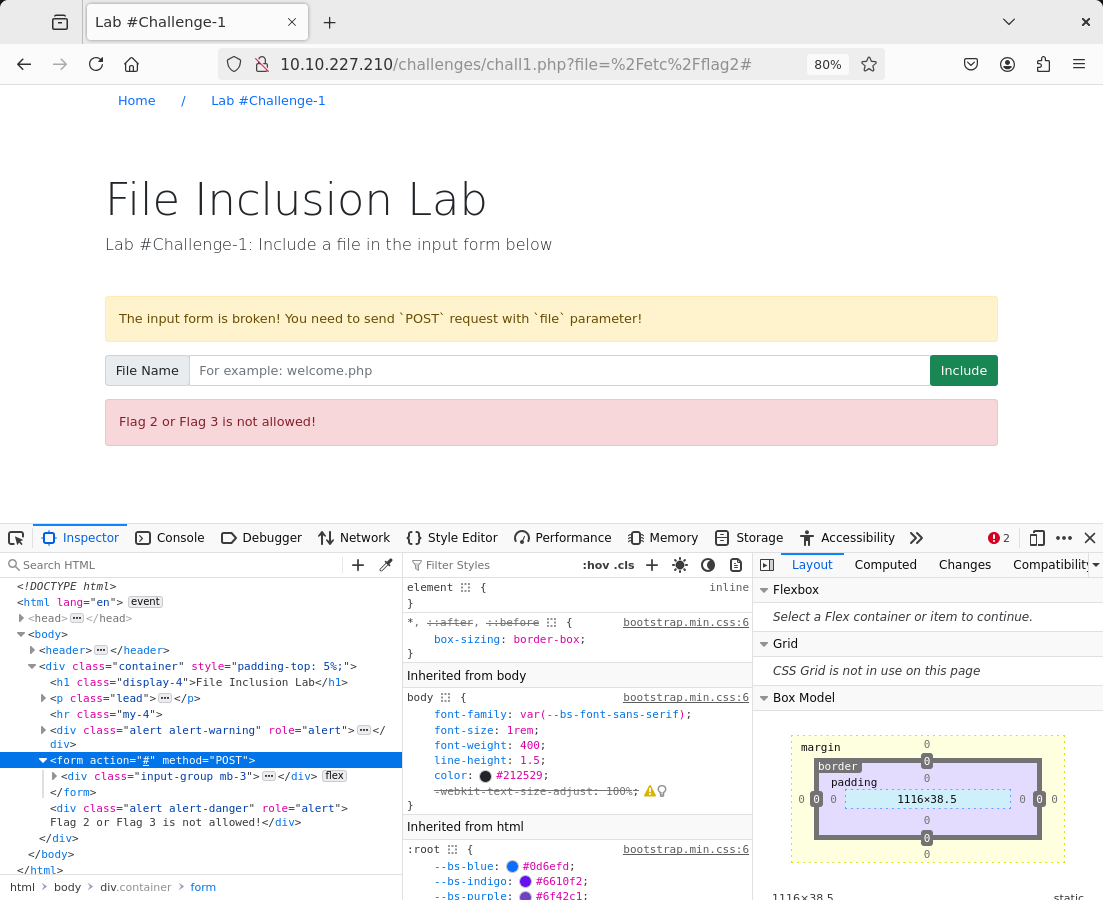 Lab #Challenge-1
10.10.227.210/challenges/chall1.php?file=%2Fetc%2Fflag2#
80%
Home / Lab #Challenge-1
File Inclusion Lab
Lab #Challenge-1: Include a file in the input form below
The input form is broken! You need to send `POST` request with `file` parameter!
File Name For example: welcome.php Include
Flag 2 or Flag 3 is not allowed!
Inspector Console Debugger Network Style Editor Performance Memory Storage Accessibility 2
Search HTML
<!DOCTYPE html>
<html lang="en"> event
<head> ··· </head>
<body>
<header> ··· </header>
<div class="container" style="padding-top: 5%;">
<h1 class="display-4">File Inclusion Lab</h1>
<p class="lead"> ··· </p>
<hr class="my-4">
<div class="alert alert-warning" role="alert"> ··· </
div>
<form action="#" method="POST">
<div class="input-group mb-3"> ··· </div> flex
</form>
<div class="alert alert-danger" role="alert">
Flag 2 or Flag 3 is not allowed!</div>
</div>
</body>
</html>
html > body > div.container > form
Filter Styles :hov .cls
element { inline
}
*, ::after, ::before { bootstrap.min.css:6
box-sizing: border-box;
}
Inherited from body
body { bootstrap.min.css:6
font-family: var(--bs-font-sans-serif);
font-size: 1rem;
font-weight: 400;
line-height: 1.5;
color: #212529;
-webkit-text-size-adjust: 100%;
}
Inherited from html
:root { bootstrap.min.css:6
--bs-blue: #0d6efd;
--bs-indigo: #6610f2;
--bs-purple: #6f42c1;
Layout Computed Changes Compatibility
Flexbox
Select a Flex container or item to continue.
Grid
CSS Grid is not in use on this page
Box Model
margin 0
border 0
padding 0
0 0 0 1116×38.5 0 0 0
0
0
0
1116×38.5 static